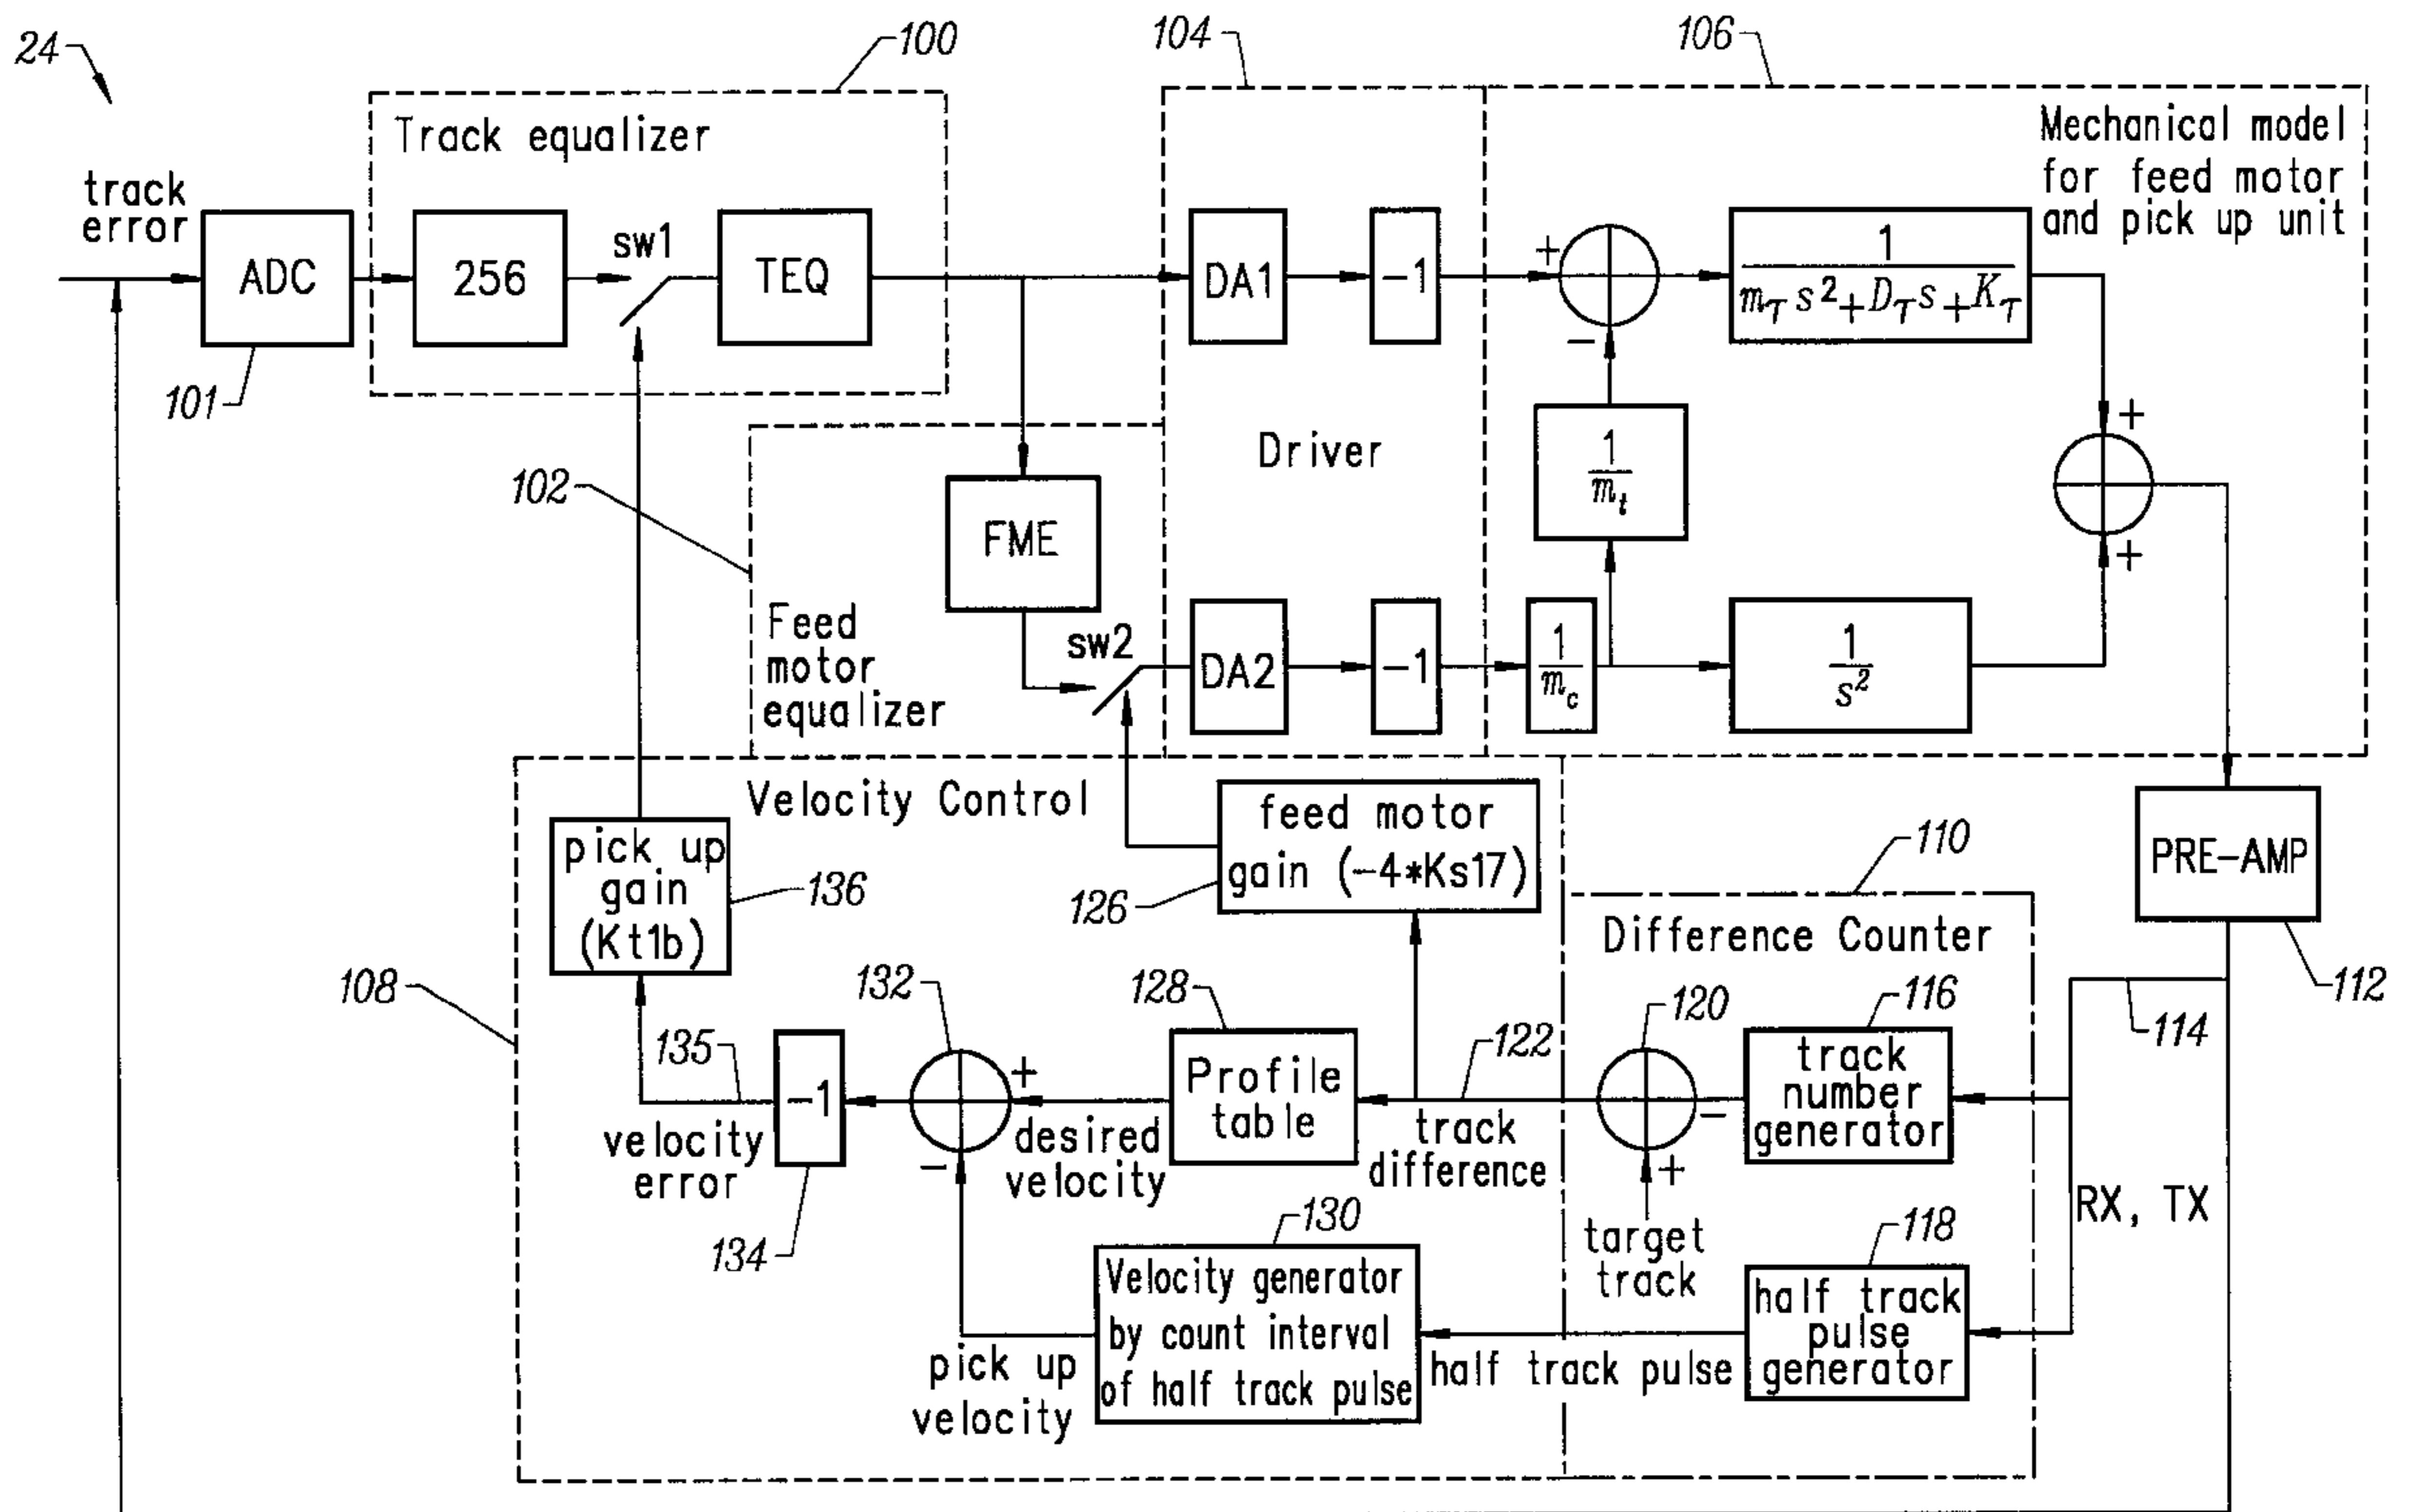 24
100
104
106
Track equalizer
Mechanical model
for feed motor
and pick up unit
track
error
ADC
256
sw1
TEQ
DA1
-1
+
-
1
m_T s²+D_T s+K_T
101
102
Driver
1
m_t
+
+
FME
Feed
motor
equalizer
sw2
DA2
-1
1
m_c
1
s²
Velocity Control
pick up
gain
(Kt1b)
136
feed motor
gain (-4*Ks17)
126
110
PRE-AMP
112
Difference Counter
108
132
128
120
116
114
135
-1
+
-
Profile
table
122
-
+
track
number
generator
velocity
error
desired
velocity
track
difference
134
130
target
track
118
RX, TX
Velocity generator
by count interval
of half track pulse
half track
pulse
generator
pick up
velocity
half track pulse